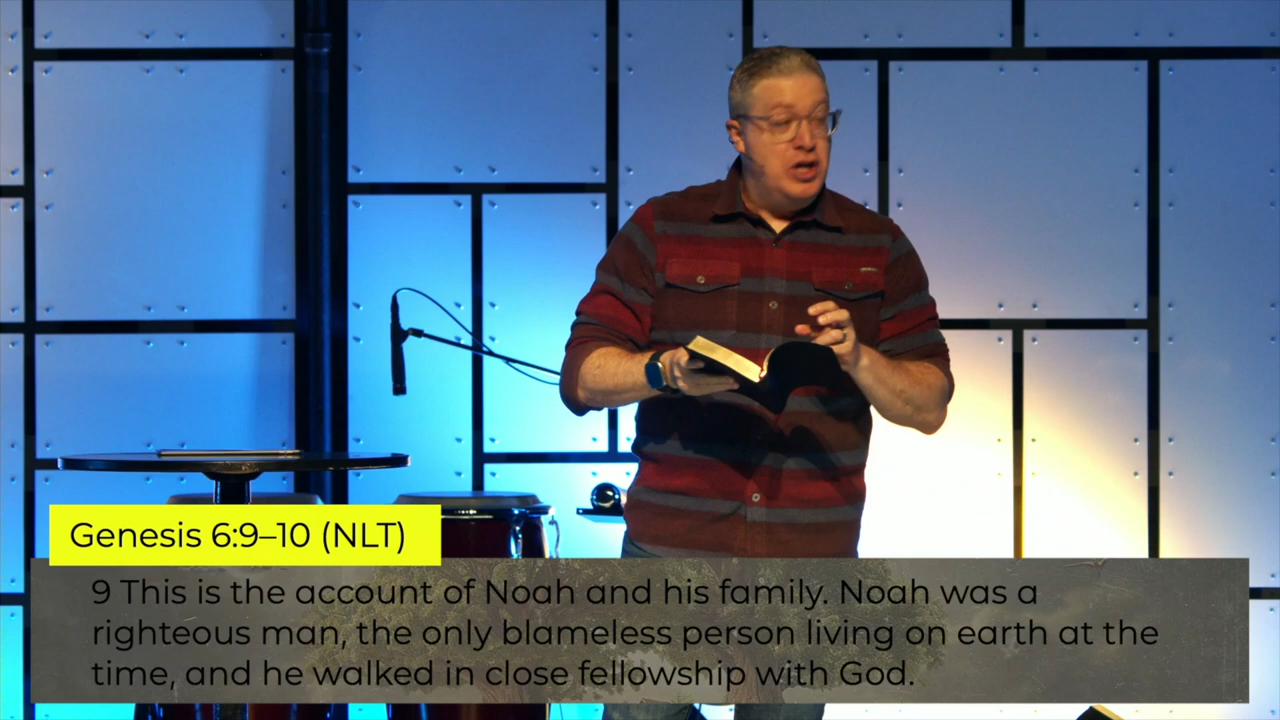 Genesis 6:9–10 (NLT)
9 This is the account of Noah and his family. Noah was a
righteous man, the only blameless person living on earth at the
time, and he walked in close fellowship with God.